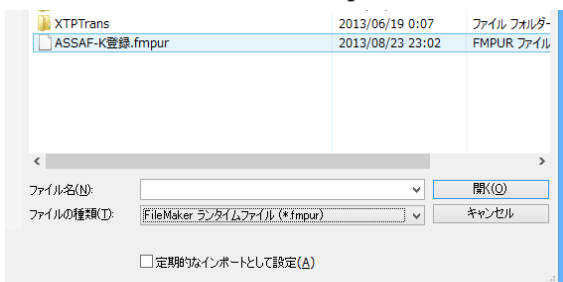 XTPTrans 2013/06/19 0:07 ファイル フォルダー
ASSAF-K登録.fmpur 2013/08/23 23:02 FMPUR ファイル
ファイル名(N): 開く(O)
ファイルの種類(T): FileMaker ランタイムファイル (*.fmpur) キャンセル
定期的なインポートとして設定(A)